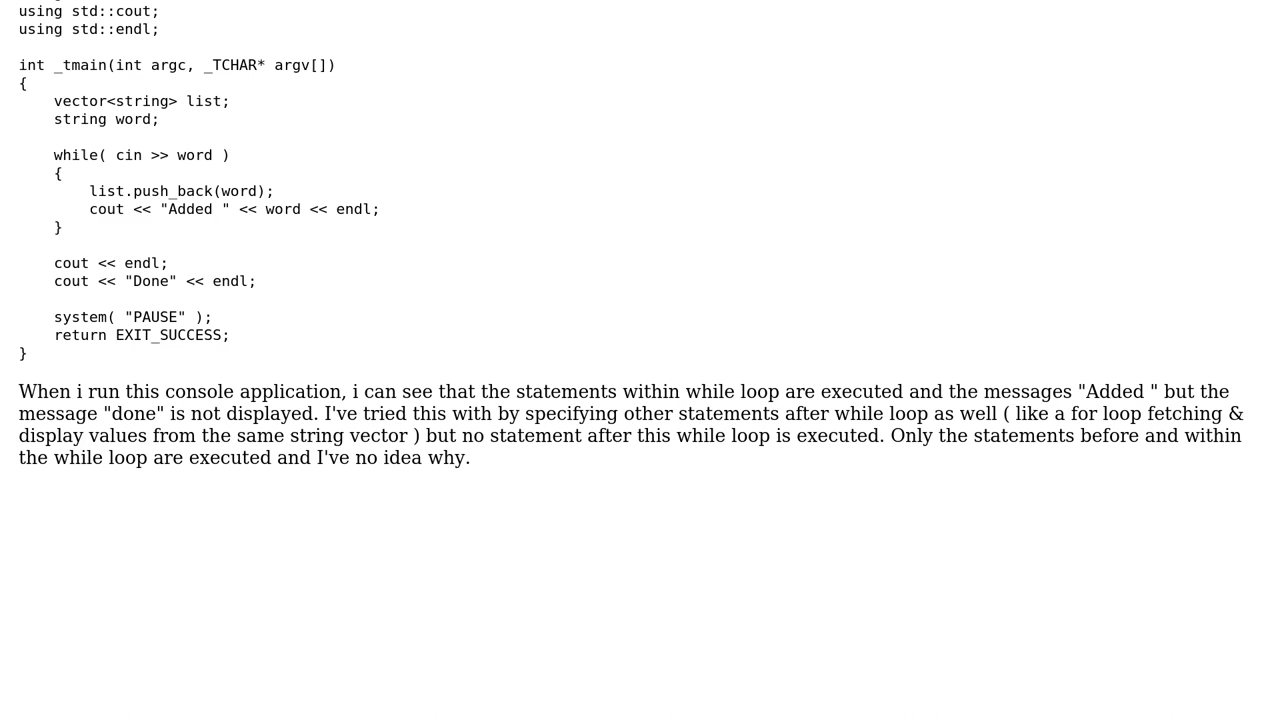 using std::cout;
using std::endl;
int _tmain(int argc, _TCHAR* argv[])
{
    vector<string> list;
    string word;
    while( cin >> word )
    {
        list.push_back(word);
        cout << "Added " << word << endl;
    }
    cout << endl;
    cout << "Done" << endl;
    system( "PAUSE" );
    return EXIT_SUCCESS;
}
When i run this console application, i can see that the statements within while loop are executed and the messages "Added " but the
message "done" is not displayed. I've tried this with by specifying other statements after while loop as well ( like a for loop fetching &
display values from the same string vector ) but no statement after this while loop is executed. Only the statements before and within
the while loop are executed and I've no idea why.